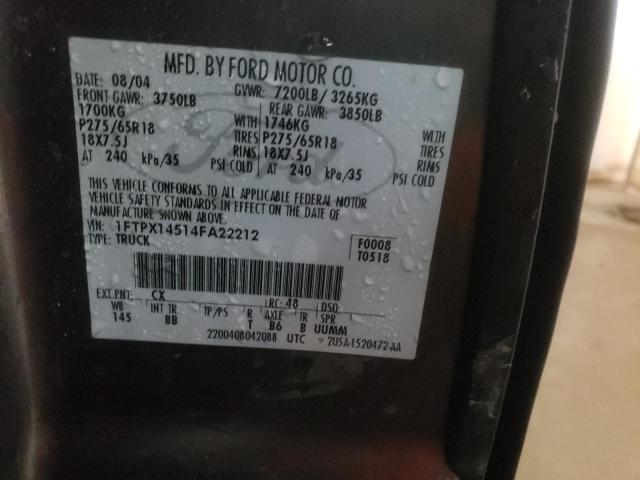 MFD. BY FORD MOTOR CO.
DATE: 08/04 GVWR: 7200LB/ 3265KG
FRONT GAWR: 3750LB REAR GAWR: 3850LB
1700KG WITH 1746KG WITH
P275/65R18 TIRES P275/65R18 TIRES
18X7.5J RIMS 18X7.5J RIMS
AT 240 kPa/35 PSI COLD AT 240 kPa/35 PSI COLD
THIS VEHICLE CONFORMS TO ALL APPLICABLE FEDERAL MOTOR
VEHICLE SAFETY STANDARDS IN EFFECT ON THE DATE OF
MANUFACTURE SHOWN ABOVE.
VIN: 1FTPX14514FA22212
TYPE: TRUCK
F0008
T0518
EXT PNT: CX RC: 48 DSO:
WB INT TR TP/PS R AXLE TR SPR
145 BB T B6 B UUMM
2200408042088 UTC ▿ 2U5A-1520472-AA
Ford